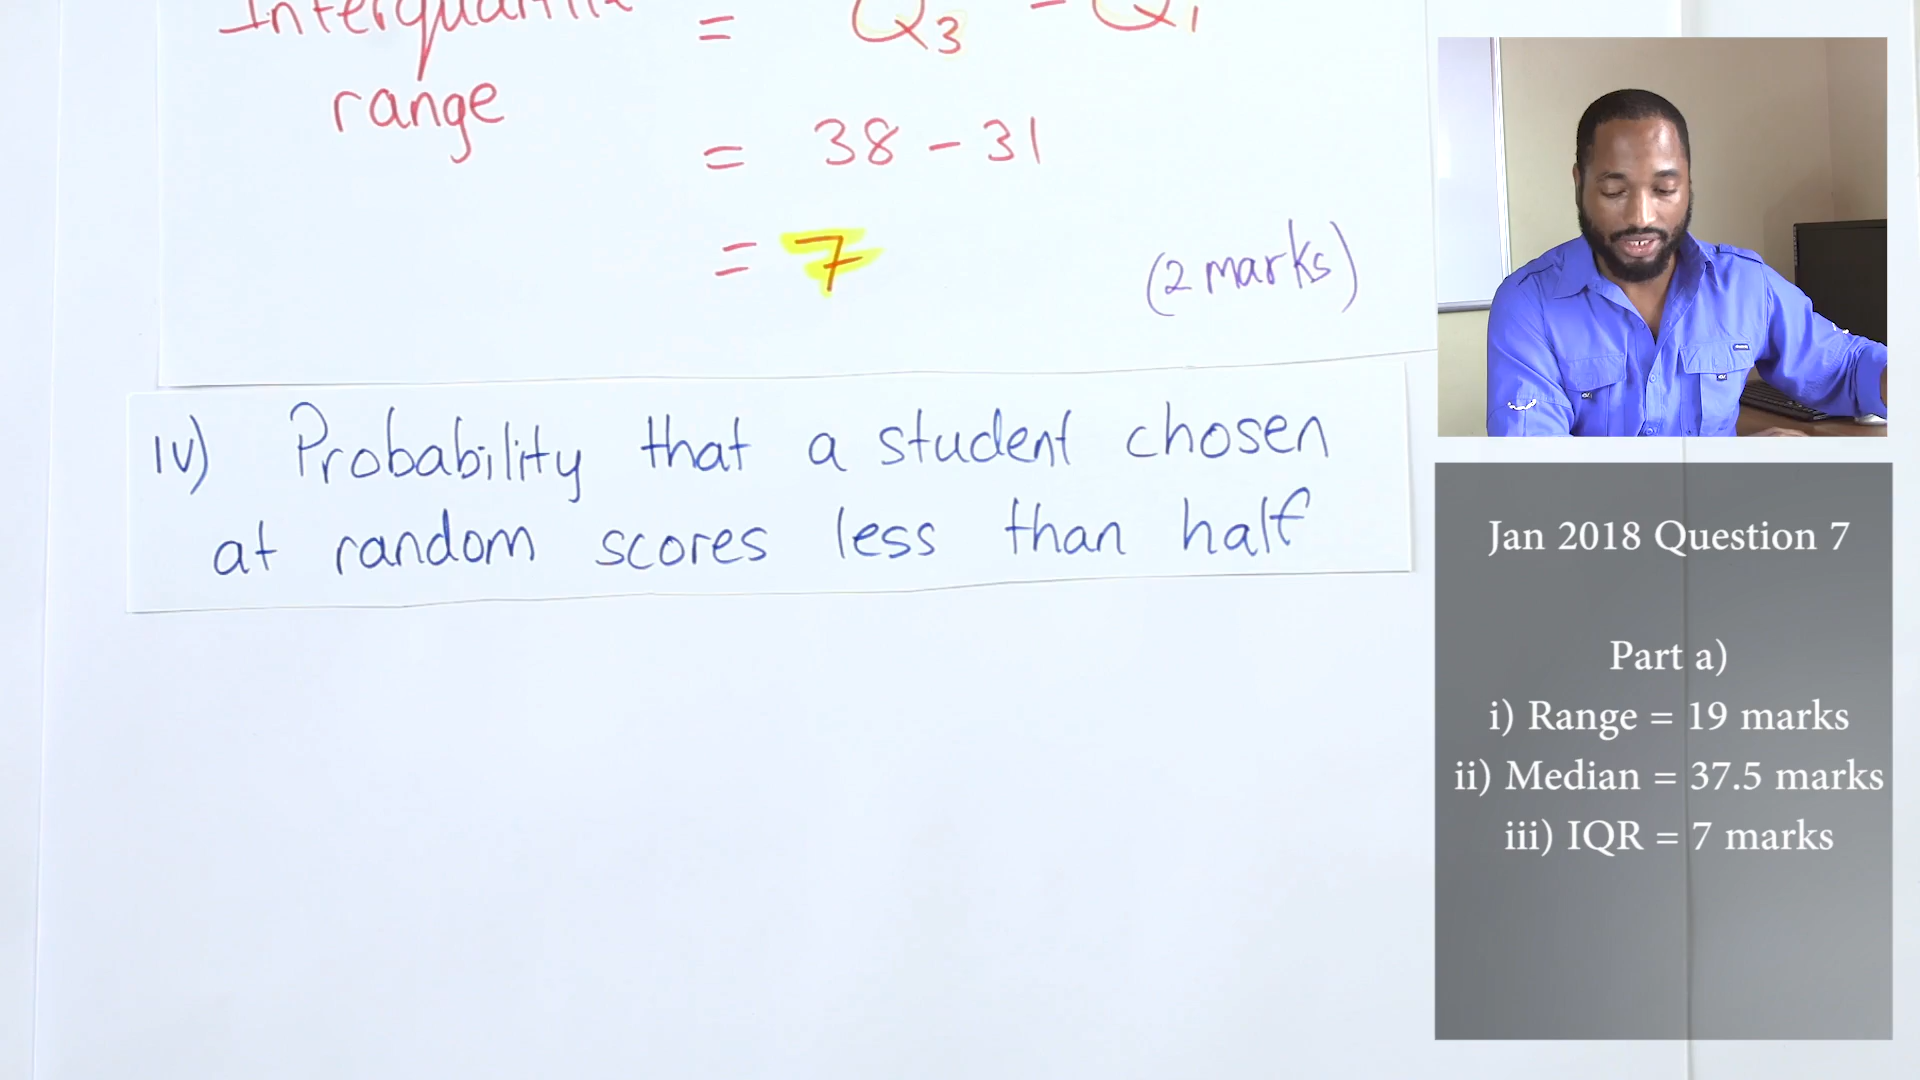 = Q3 - Q1
range
= 38 - 31
= 7
(2 marks)
iv) Probability that a student chosen
at random scores less than half
Jan 2018 Question 7
Part a)
i) Range = 19 marks
ii) Median = 37.5 marks
iii) IQR = 7 marks